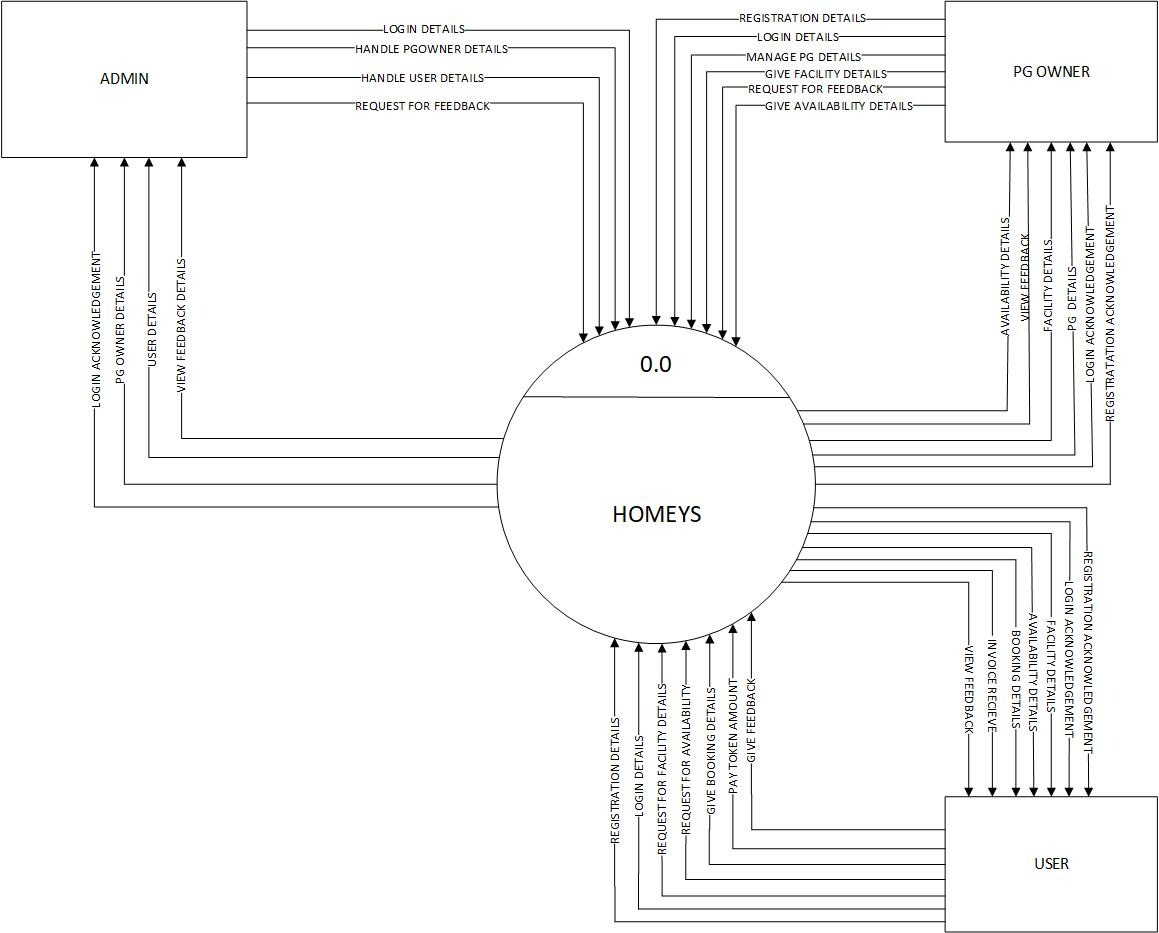 ADMIN
LOGIN DETAILS
HANDLE PGOWNER DETAILS
HANDLE USER DETAILS
REQUEST FOR FEEDBACK
REGISTRATION DETAILS
LOGIN DETAILS
MANAGE PG DETAILS
GIVE FACILITY DETAILS
REQUEST FOR FEEDBACK
GIVE AVAILABILITY DETAILS
PG OWNER
LOGIN ACKNOWLEDGEMENT
PG OWNER DETAILS
USER DETAILS
VIEW FEEDBACK DETAILS
AVAILABILITY DETAILS
VIEW FEEDBACK
FACILITY DETAILS
PG DETAILS
LOGIN ACKNOWLEDGEMENT
REGISTRATATION ACKNOWLEDGEMENT
0.0
HOMEYS
REGISTRATION DETAILS
LOGIN DETAILS
REQUEST FOR FACILITY DETAILS
REQUEST FOR AVAILABILITY
GIVE BOOKING DETAILS
PAY TOKEN AMOUNT
GIVE FEEDBACK
VIEW FEEDBACK
INVOICE RECIEVE
BOOKING DETAILS
AVAILABILITY DETAILS
FACILITY DETAILS
LOGIN ACKNOWLEDGEMENT
REGISTRATION ACKNOWLEDGEMENT
USER